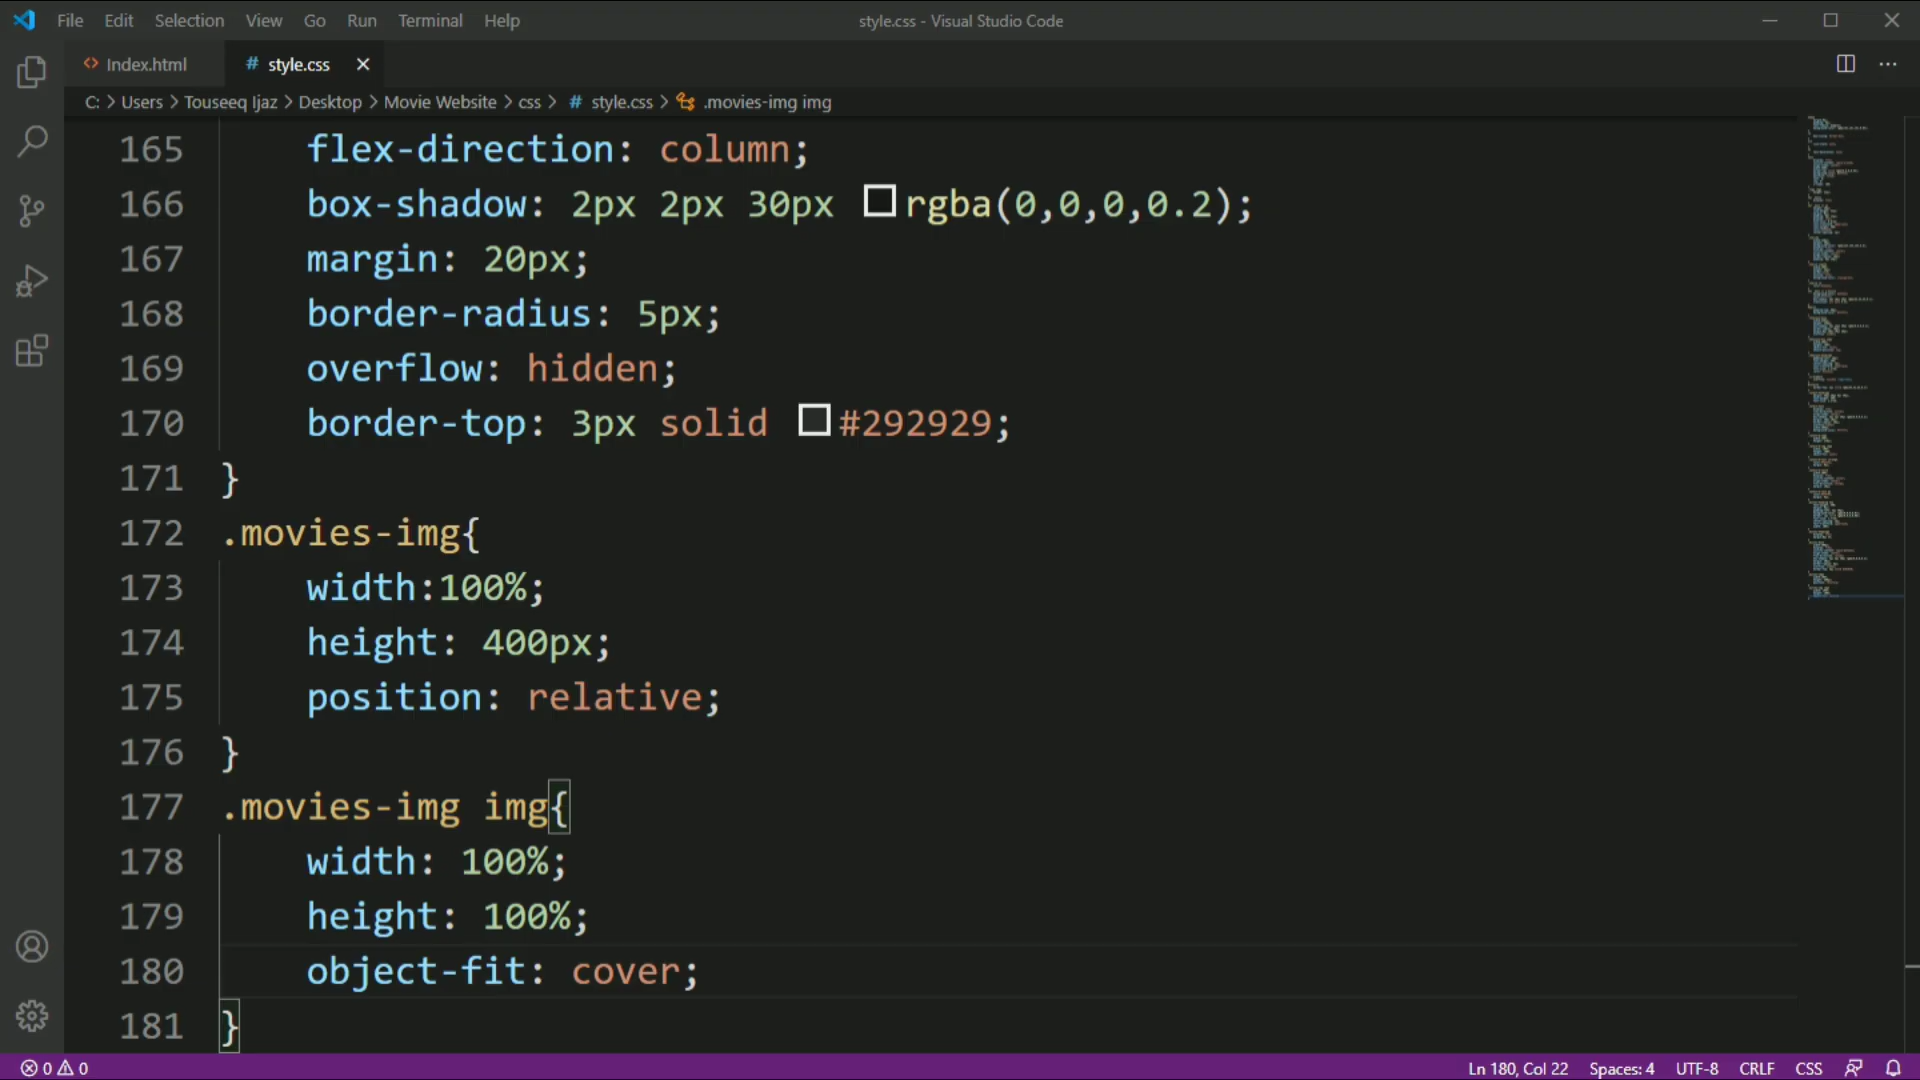 File Edit Selection View Go Run Terminal Help style.css - Visual Studio Code
Index.html # style.css
C: > Users > Touseeq Ijaz > Desktop > Movie Website > css > # style.css > .movies-img img
165 flex-direction: column;
166 box-shadow: 2px 2px 30px rgba(0,0,0,0.2);
167 margin: 20px;
168 border-radius: 5px;
169 overflow: hidden;
170 border-top: 3px solid #292929;
171 }
172 .movies-img{
173 width:100%;
174 height: 400px;
175 position: relative;
176 }
177 .movies-img img{
178 width: 100%;
179 height: 100%;
180 object-fit: cover;
181 }
0 0 Ln 180, Col 22 Spaces: 4 UTF-8 CRLF CSS